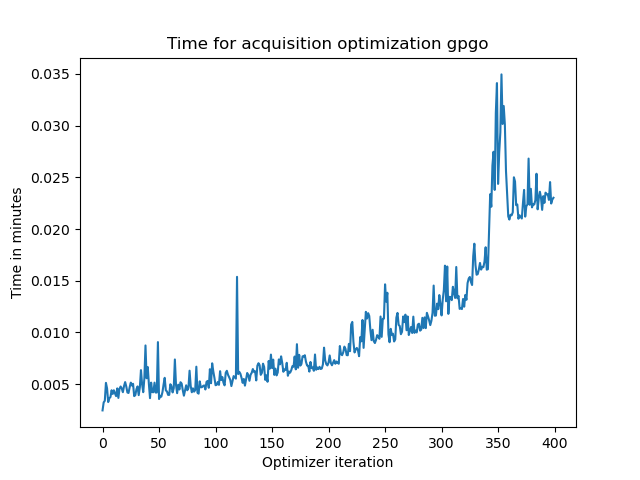 Time for acquisition optimization gpgo
0.035
0.030
0.025
0.020
0.015
0.010
0.005
Time in minutes
0 50 100 150 200 250 300 350 400
Optimizer iteration